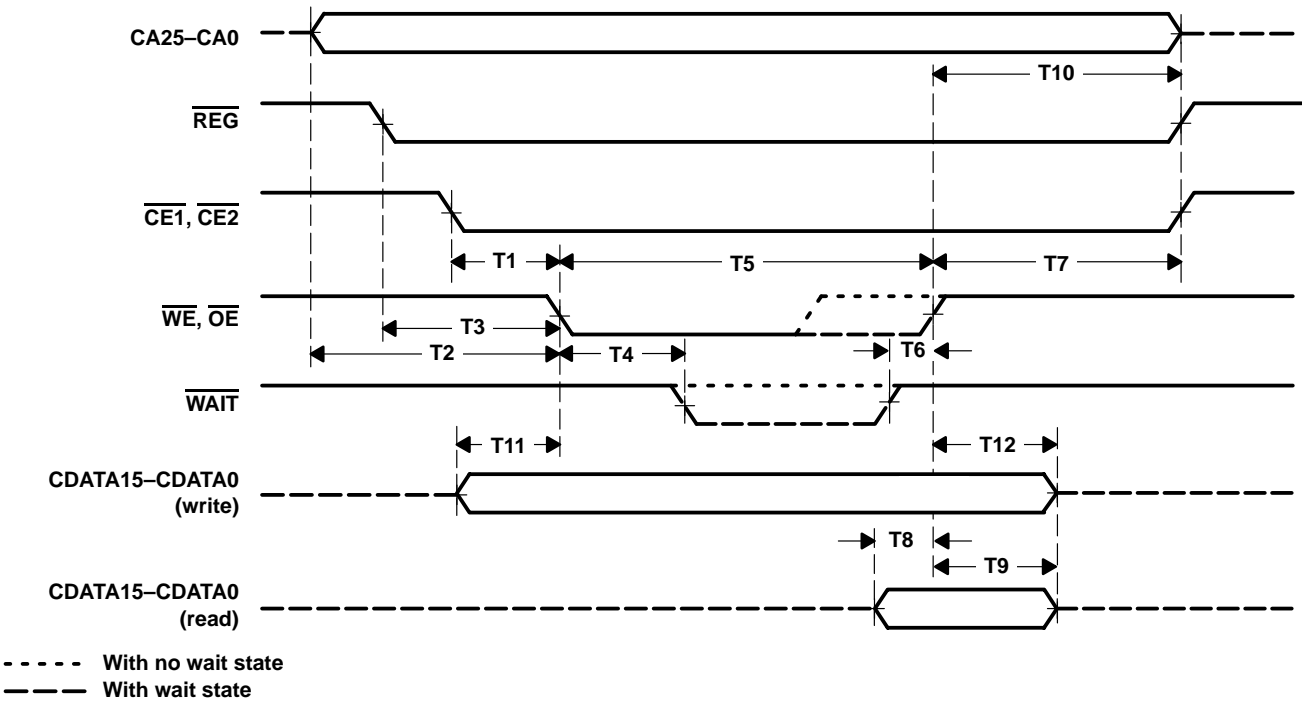 CA25–CA0
T10
REG
CE1, CE2
T1
T5
T7
WE, OE
T3
T6
T2
T4
WAIT
T11
T12
CDATA15–CDATA0
(write)
T8
T9
CDATA15–CDATA0
(read)
With no wait state
With wait state